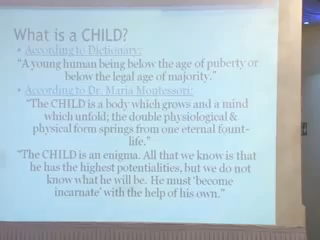 What is a CHILD?
• According to Dictionary:
“A young human being below the age of puberty or
below the legal age of majority.”
• According to Dr. Maria Montessori:
“The CHILD is a body which grows and a mind
which unfold; the double physiological &
physical form springs from one eternal fount-
life.”
“The CHILD is an enigma. All that we know is that
he has the highest potentialities, but we do not
know what he will be. He must ‘become
incarnate’ with the help of his own.”